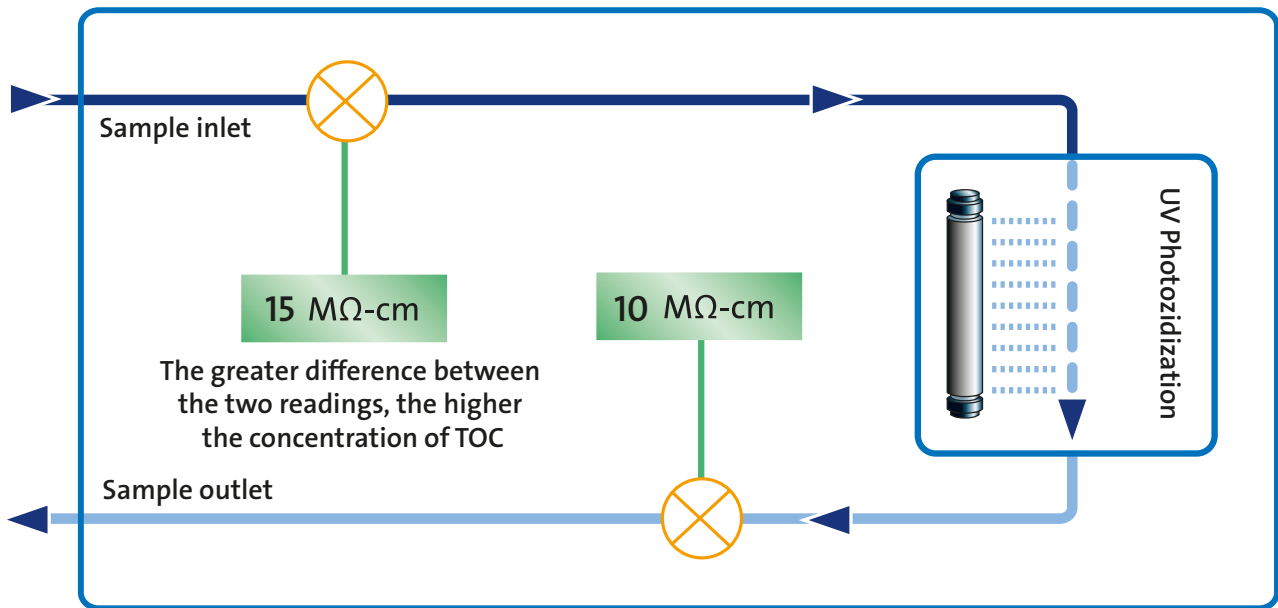 Sample inlet
15 MΩ-cm
10 MΩ-cm
The greater difference between
the two readings, the higher
the concentration of TOC
UV Photozidization
Sample outlet